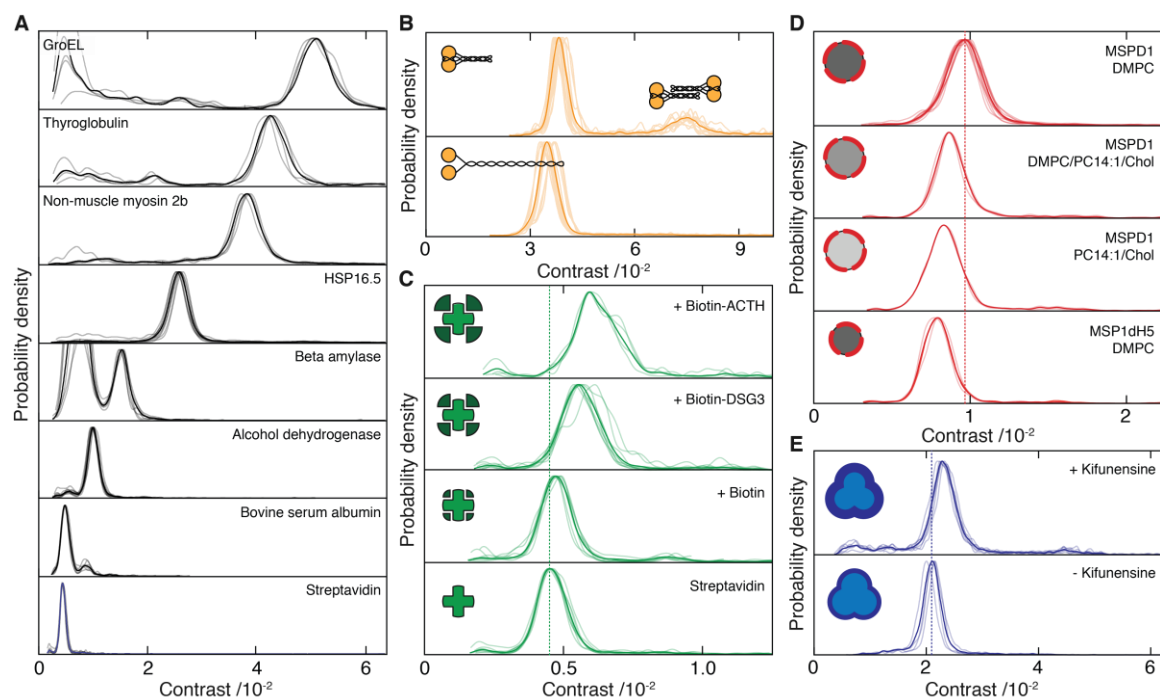 A
GroEL
Thyroglobulin
Non-muscle myosin 2b
HSP16.5
Beta amylase
Alcohol dehydrogenase
Bovine serum albumin
Streptavidin
Probability density
0 2 4 6
Contrast /10-2
B
Probability density
0 3 6 9
Contrast /10-2
C
+ Biotin-ACTH
+ Biotin-DSG3
+ Biotin
Streptavidin
Probability density
0 0.5 1.0
Contrast /10-2
D
MSPD1
DMPC
MSPD1
DMPC/PC14:1/Chol
MSPD1
PC14:1/Chol
MSP1dH5
DMPC
Probability density
0 1 2
Contrast /10-2
E
+ Kifunensine
- Kifunensine
Probability density
0 2 4 6
Contrast /10-2